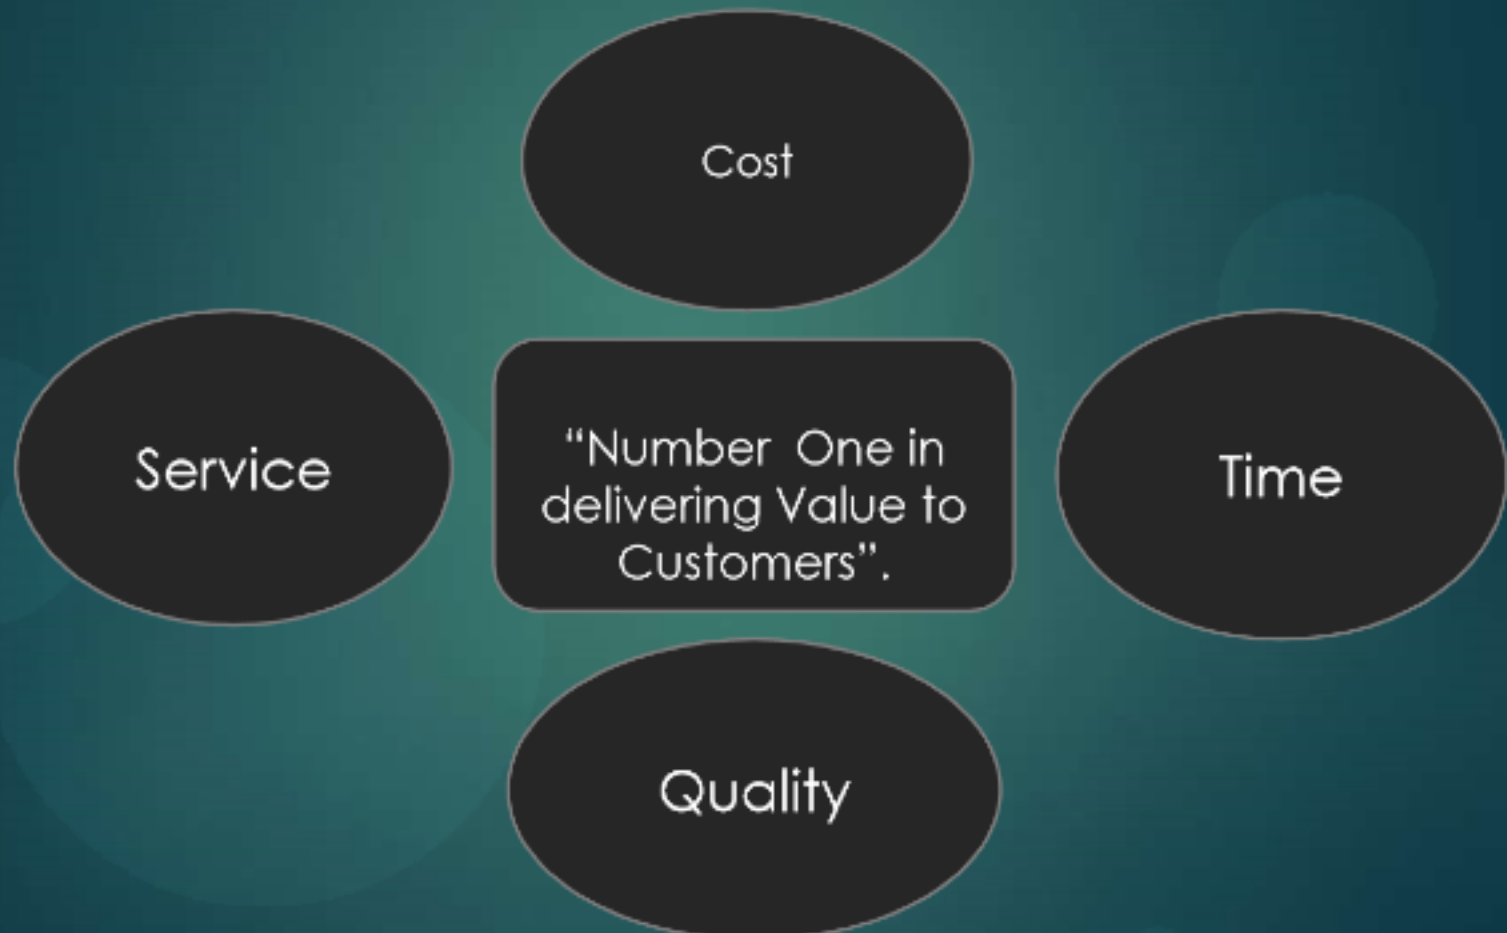 Cost
Service
“Number One in
delivering Value to
Customers”.
Time
Quality